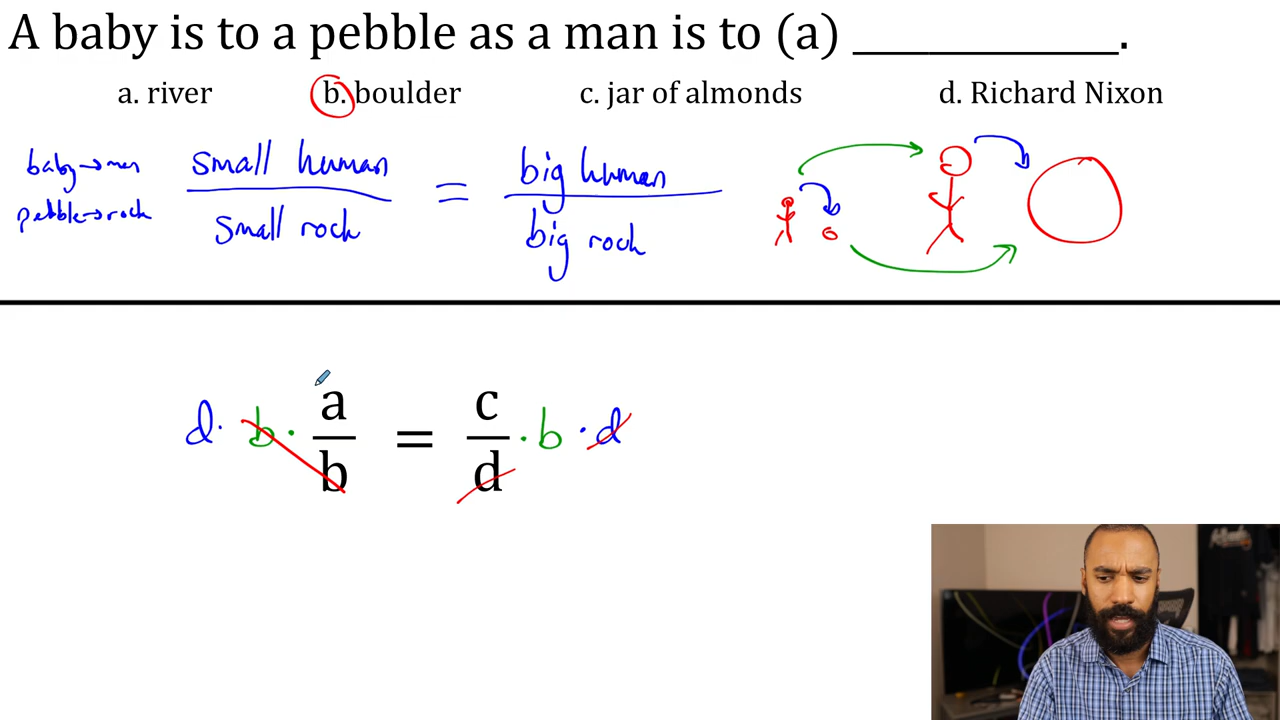 A baby is to a pebble as a man is to (a) ______________.
a. river b. boulder c. jar of almonds d. Richard Nixon
baby→man
pebble→rock
small human
small rock
=
big human
big rock
d · b · a/b = c/d · b · d